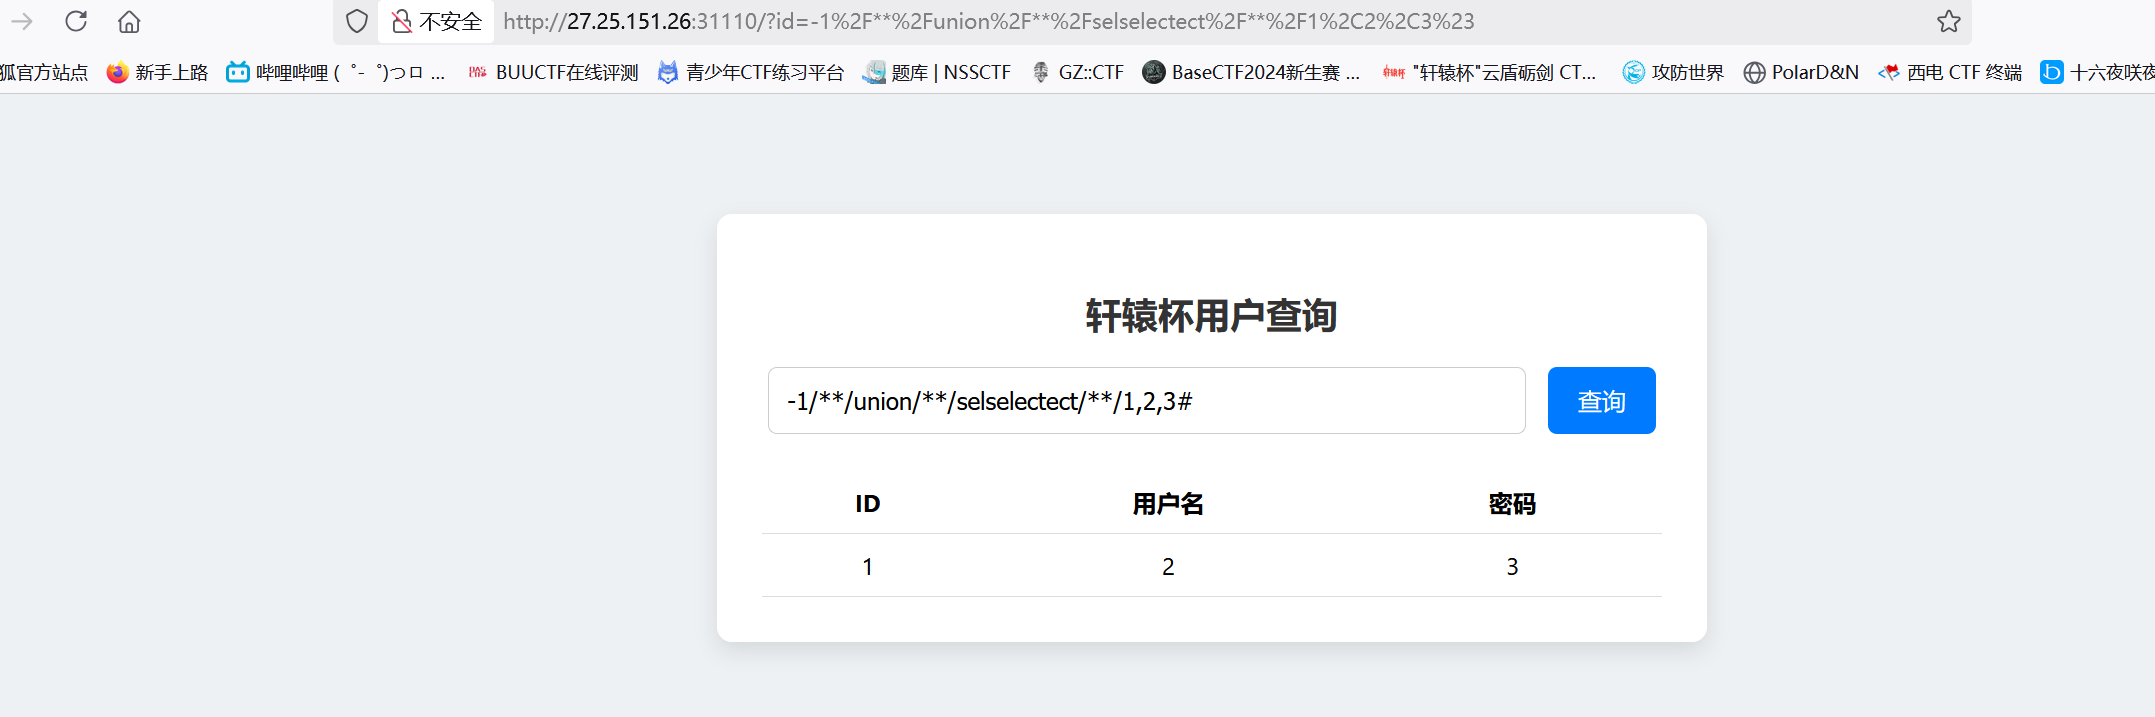 不安全 http://27.25.151.26:31110/?id=-1%2F**%2Funion%2F**%2Fselselectect%2F**%2F1%2C2%2C3%23
狐官方站点 新手上路 哔哩哔哩 ( ゜- ゜)つロ ... BUUCTF在线评测 青少年CTF练习平台 题库 | NSSCTF GZ::CTF BaseCTF2024新生赛 ... "轩辕杯"云盾砺剑 CT... 攻防世界 PolarD&N 西电 CTF 终端 十六夜咲夜
轩辕杯用户查询
-1/**/union/**/selselectect/**/1,2,3# 查询
ID 用户名 密码
1 2 3